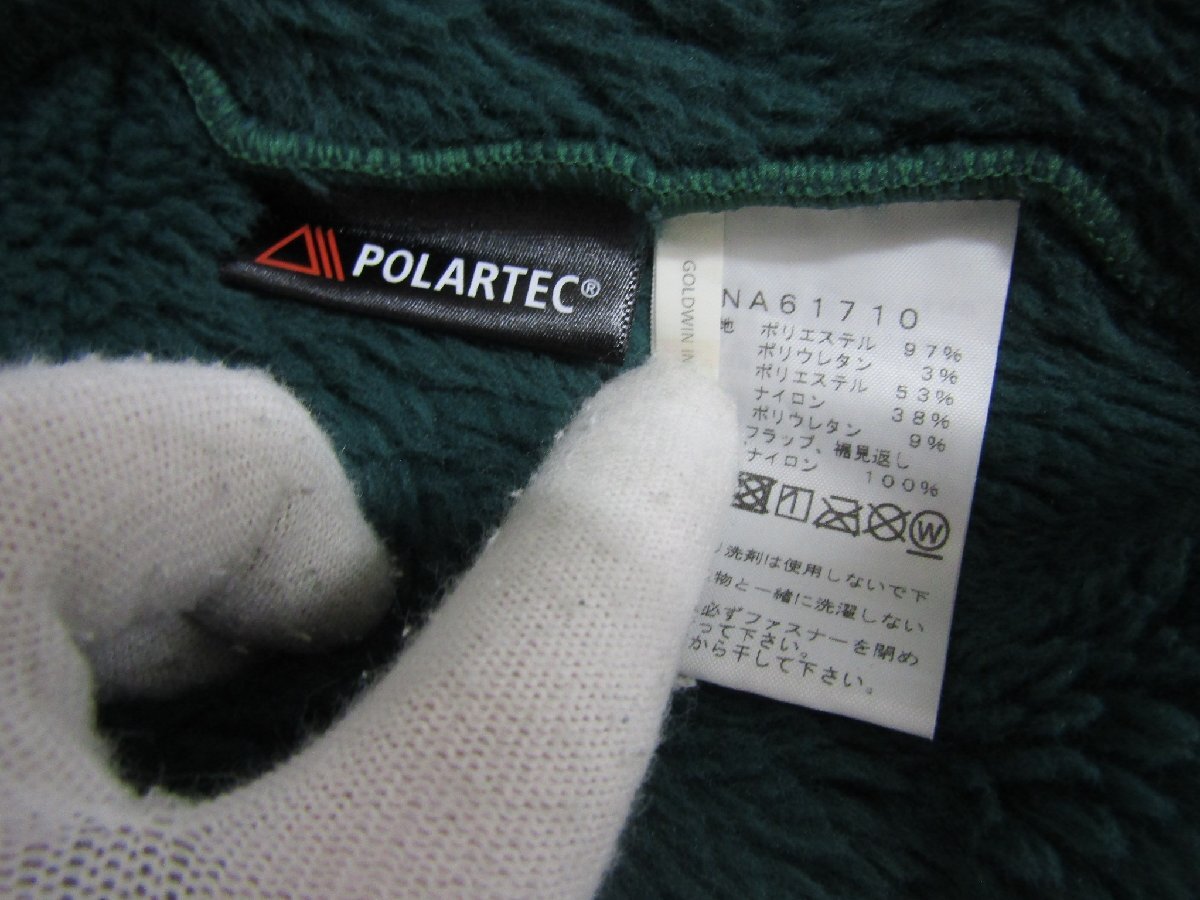 POLARTEC®
GOLDWIN IN
NA61710
地 ポリエステル 97%
ポリウレタン 3%
ポリエステル 53%
ナイロン 38%
ポリウレタン 9%
フラップ、裾見返し
ナイロン 100%
W
洗剤は使用しないで下
物と一緒に洗濯しない
必ずファスナーを閉め
って下さい。
から干して下さい。